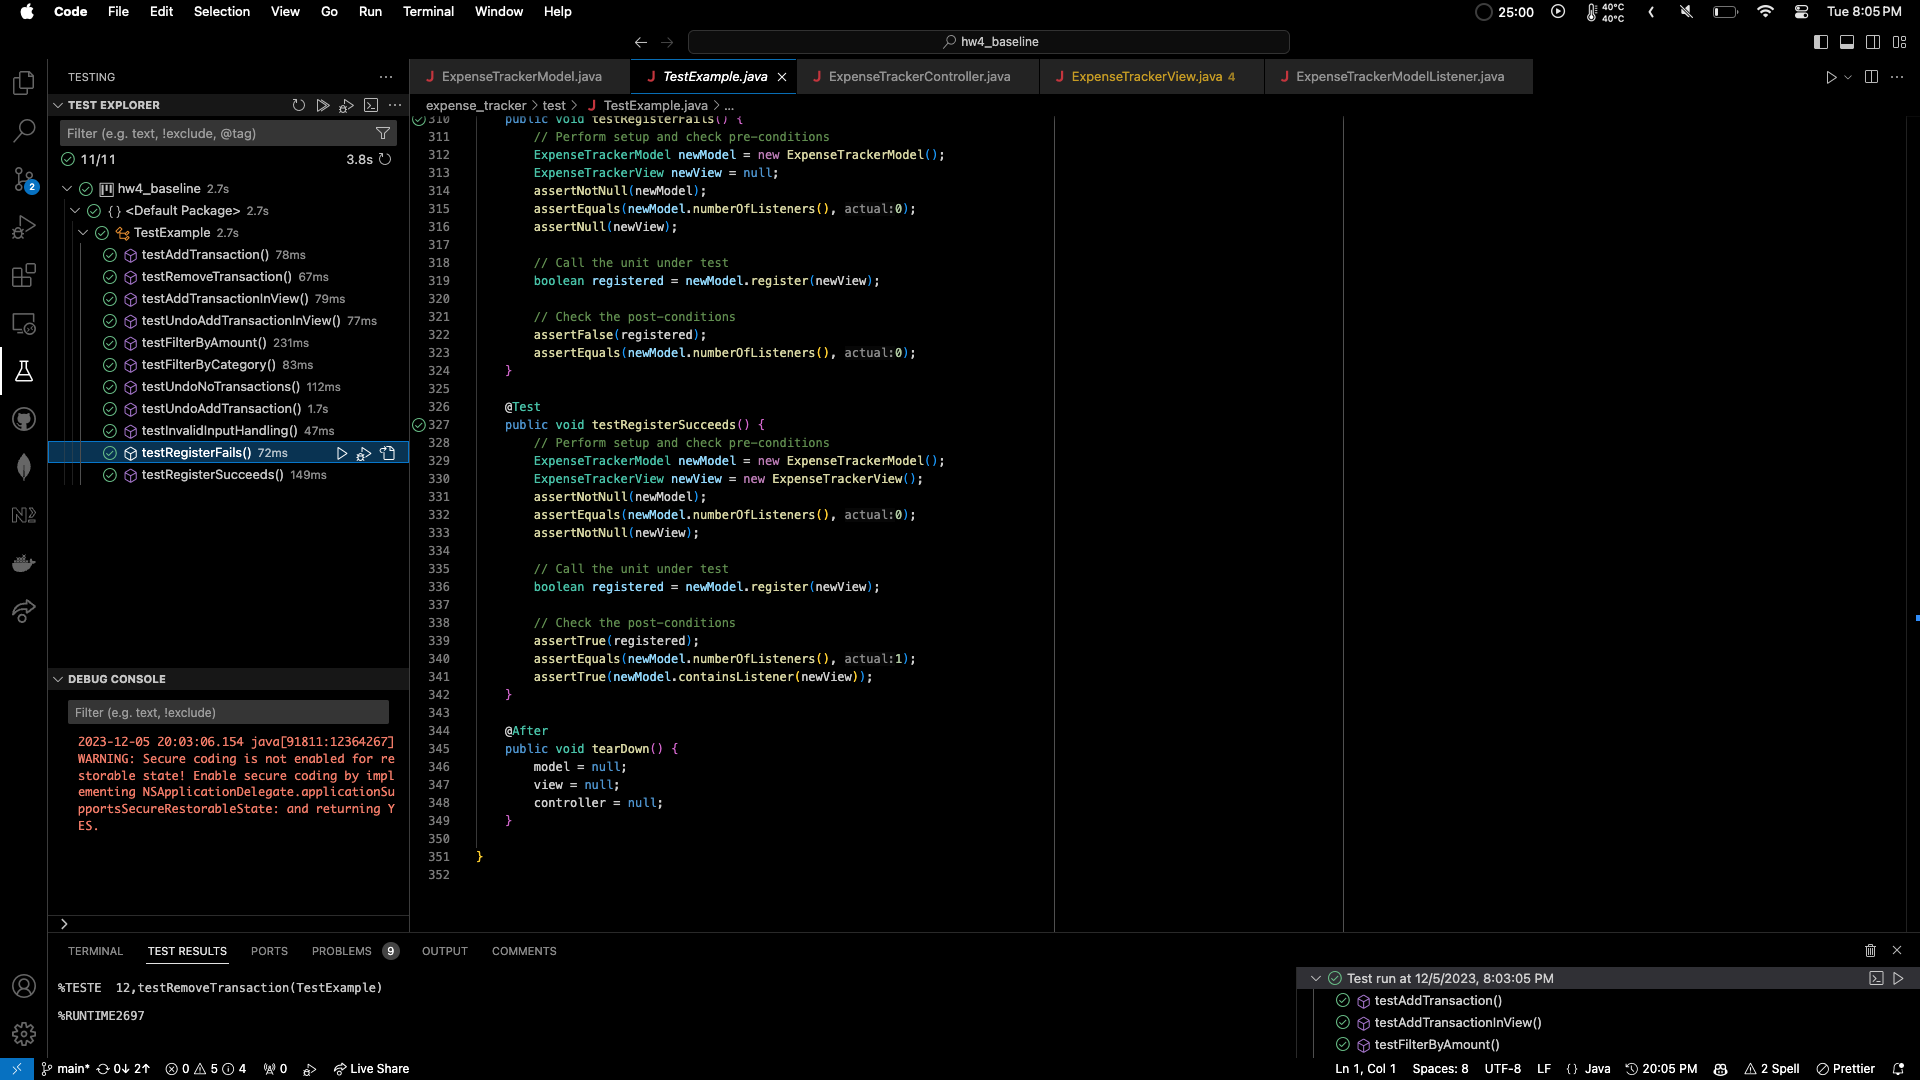 Code File Edit Selection View Go Run Terminal Window Help
25:00 40°C 40°C Tue 8:05 PM
hw4_baseline
TESTING
ExpenseTrackerModel.java TestExample.java ExpenseTrackerController.java ExpenseTrackerView.java 4 ExpenseTrackerModelListener.java
TEST EXPLORER
expense_tracker > test > TestExample.java > ...
Filter (e.g. text, !exclude, @tag)
11/11 3.8s
hw4_baseline 2.7s
{ } <Default Package> 2.7s
TestExample 2.7s
testAddTransaction() 78ms
testRemoveTransaction() 67ms
testAddTransactionInView() 79ms
testUndoAddTransactionInView() 77ms
testFilterByAmount() 231ms
testFilterByCategory() 83ms
testUndoNoTransactions() 112ms
testUndoAddTransaction() 1.7s
testInvalidInputHandling() 47ms
testRegisterFails() 72ms
testRegisterSucceeds() 149ms
2
310 public void testRegisterFails() {
311 // Perform setup and check pre-conditions
312 ExpenseTrackerModel newModel = new ExpenseTrackerModel();
313 ExpenseTrackerView newView = null;
314 assertNotNull(newModel);
315 assertEquals(newModel.numberOfListeners(), actual:0);
316 assertNull(newView);
317
318 // Call the unit under test
319 boolean registered = newModel.register(newView);
320
321 // Check the post-conditions
322 assertFalse(registered);
323 assertEquals(newModel.numberOfListeners(), actual:0);
324 }
325
326 @Test
327 public void testRegisterSucceeds() {
328 // Perform setup and check pre-conditions
329 ExpenseTrackerModel newModel = new ExpenseTrackerModel();
330 ExpenseTrackerView newView = new ExpenseTrackerView();
331 assertNotNull(newModel);
332 assertEquals(newModel.numberOfListeners(), actual:0);
333 assertNotNull(newView);
334
335 // Call the unit under test
336 boolean registered = newModel.register(newView);
337
338 // Check the post-conditions
339 assertTrue(registered);
340 assertEquals(newModel.numberOfListeners(), actual:1);
341 assertTrue(newModel.containsListener(newView));
342 }
343
344 @After
345 public void tearDown() {
346 model = null;
347 view = null;
348 controller = null;
349 }
350
351 }
352
DEBUG CONSOLE
Filter (e.g. text, !exclude)
2023-12-05 20:03:06.154 java[91811:12364267]
WARNING: Secure coding is not enabled for re
storable state! Enable secure coding by impl
ementing NSApplicationDelegate.applicationSu
pportsSecureRestorableState: and returning Y
ES.
TERMINAL TEST RESULTS PORTS PROBLEMS 9 OUTPUT COMMENTS
%TESTE 12,testRemoveTransaction(TestExample)
%RUNTIME2697
Test run at 12/5/2023, 8:03:05 PM
testAddTransaction()
testAddTransactionInView()
testFilterByAmount()
main* 0↓ 2↑ 0 5 4 0 Live Share
Ln 1, Col 1 Spaces: 8 UTF-8 LF { } Java 20:05 PM 2 Spell Prettier